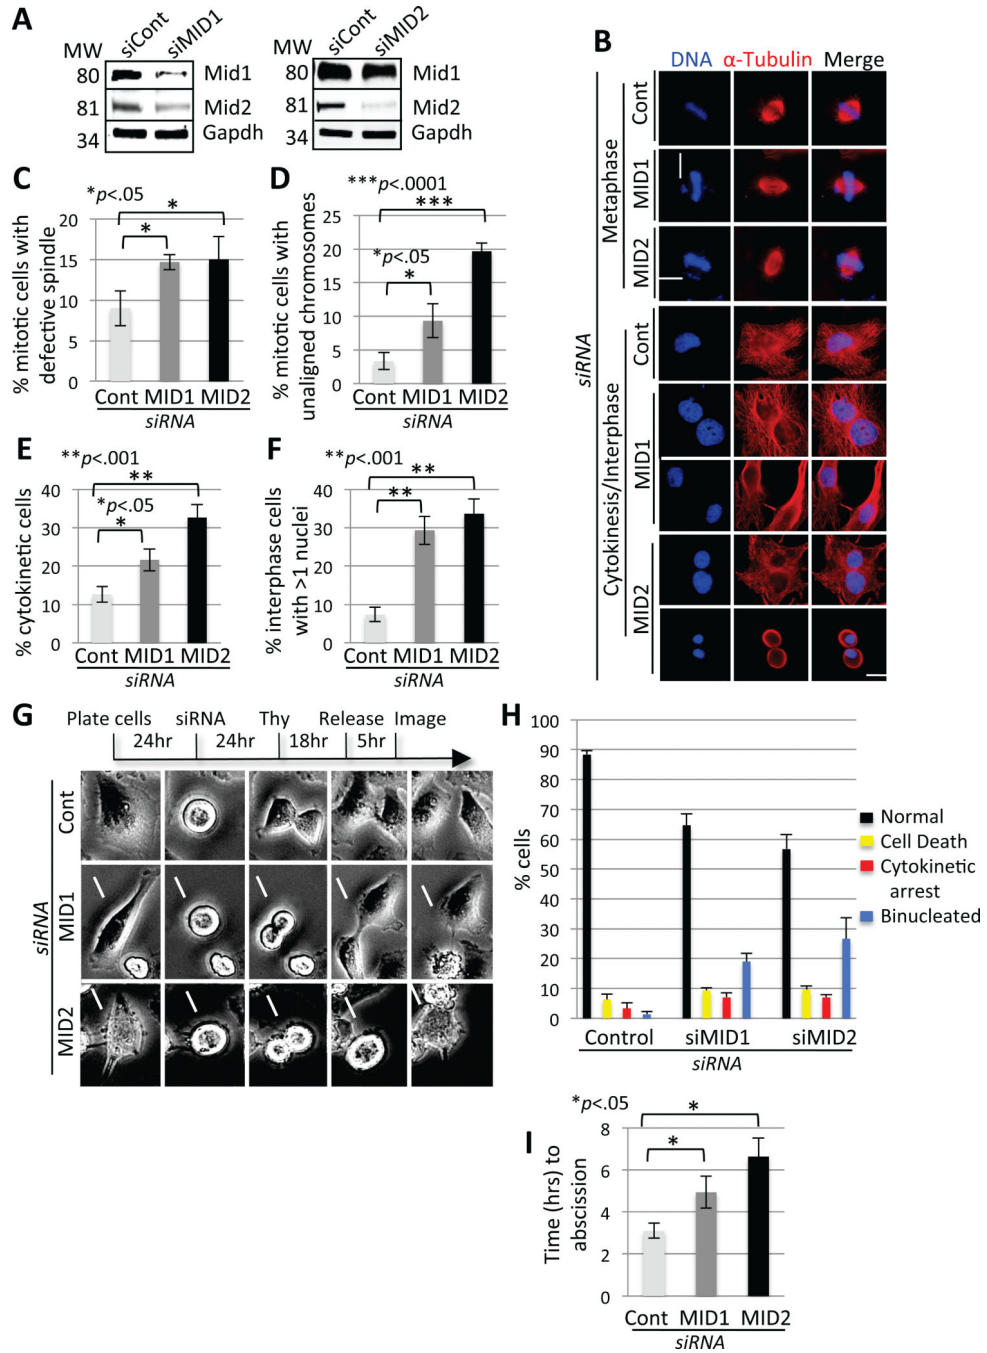 A
MW siCont siMID1
80 Mid1
81 Mid2
34 Gapdh
MW siCont siMID2
80 Mid1
81 Mid2
34 Gapdh
B
DNA α-Tubulin Merge
siRNA
Metaphase
Cont
MID1
MID2
Cytokinesis/Interphase
Cont
MID1
MID2
C
*p<.05
*
*
% mitotic cells with
defective spindle
20
15
10
5
0
Cont MID1 MID2
siRNA
D
***p<.0001
***
*p<.05
*
% mitotic cells with
unaligned chromosomes
25
20
15
10
5
0
Cont MID1 MID2
siRNA
E
**p<.001
**
*p<.05
*
% cytokinetic cells
40
30
20
10
0
Cont MID1 MID2
siRNA
F
**p<.001
**
**
% interphase cells
with >1 nuclei
40
30
20
10
0
Cont MID1 MID2
siRNA
G
Plate cells siRNA Thy Release Image
24hr 24hr 18hr 5hr
siRNA
Cont
MID1
MID2
H
% cells
100
90
80
70
60
50
40
30
20
10
0
Control siMID1 siMID2
siRNA
Normal
Cell Death
Cytokinetic
arrest
Binucleated
I
*p<.05
*
*
Time (hrs) to
abscission
8
6
4
2
0
Cont MID1 MID2
siRNA